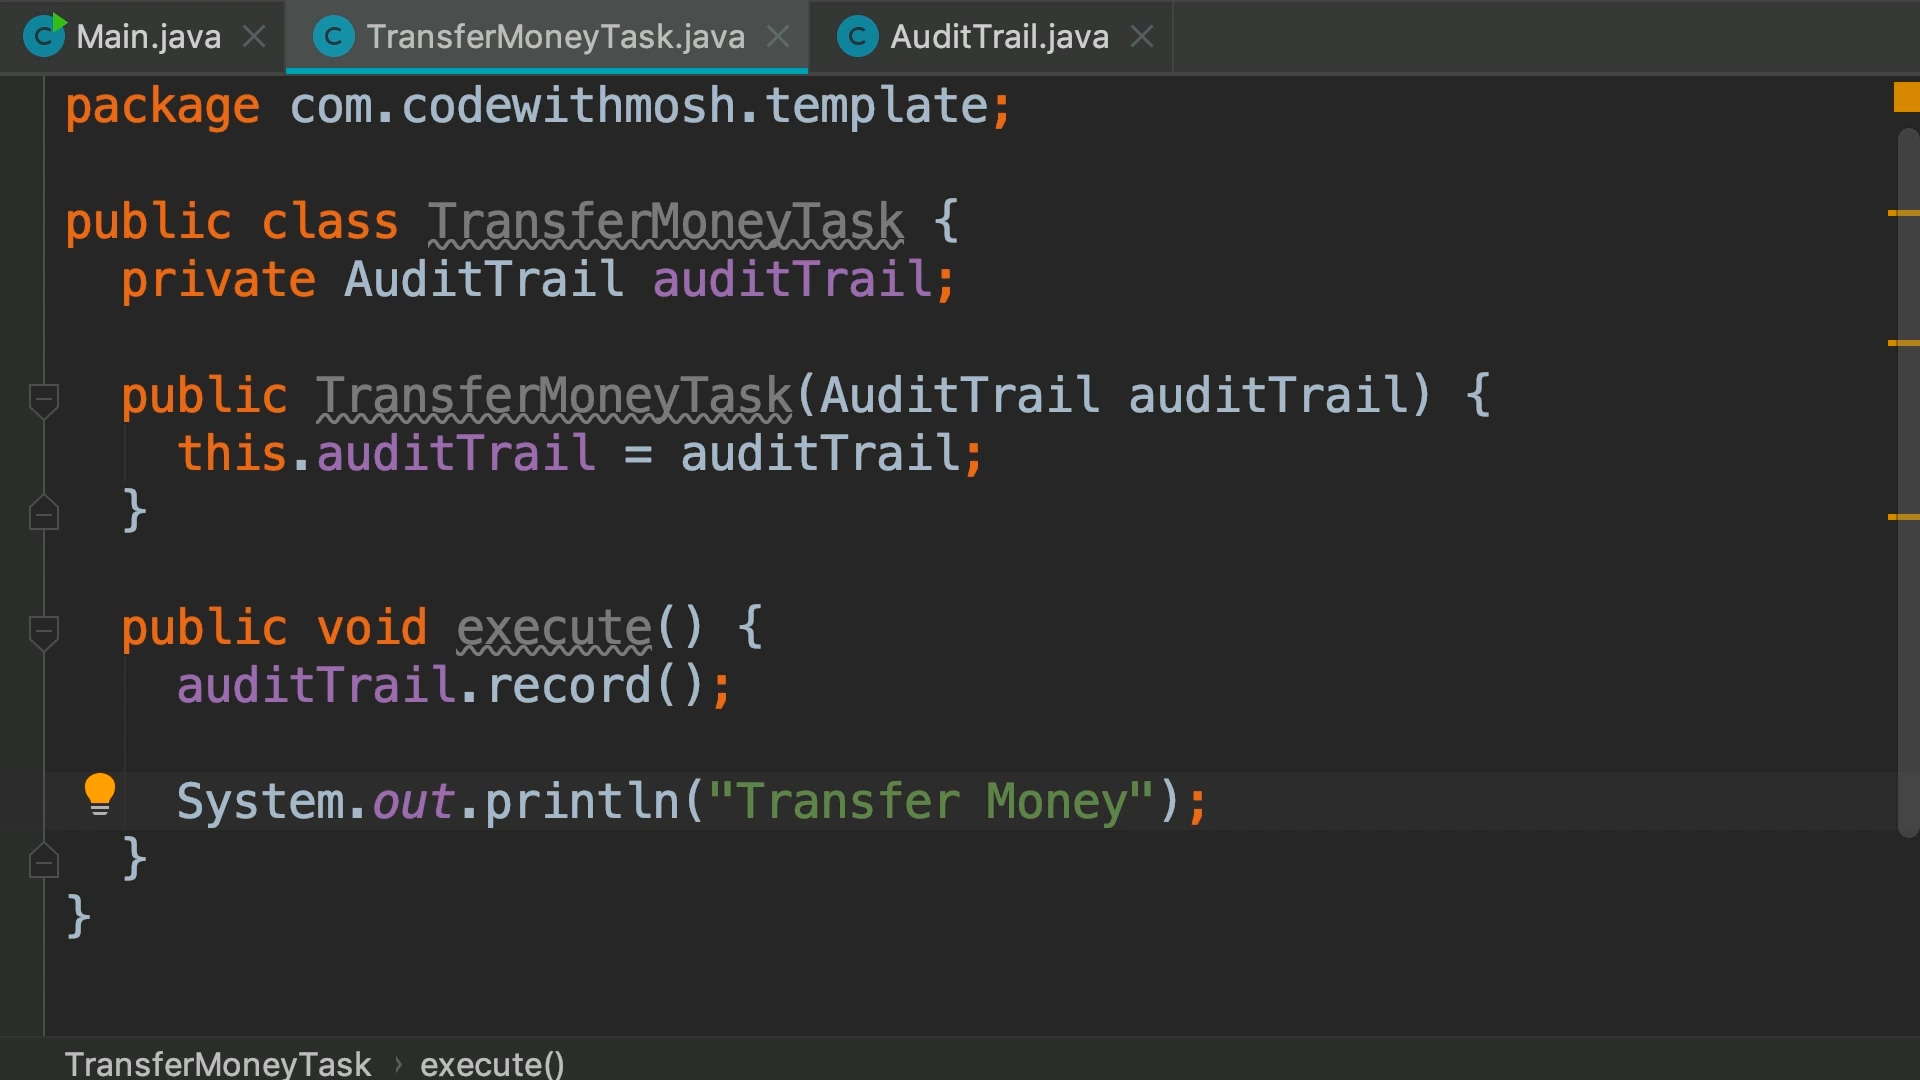 Main.java TransferMoneyTask.java AuditTrail.java
package com.codewithmosh.template;
public class TransferMoneyTask {
private AuditTrail auditTrail;
public TransferMoneyTask(AuditTrail auditTrail) {
this.auditTrail = auditTrail;
}
public void execute() {
auditTrail.record();
System.out.println("Transfer Money");
}
}
TransferMoneyTask › execute()